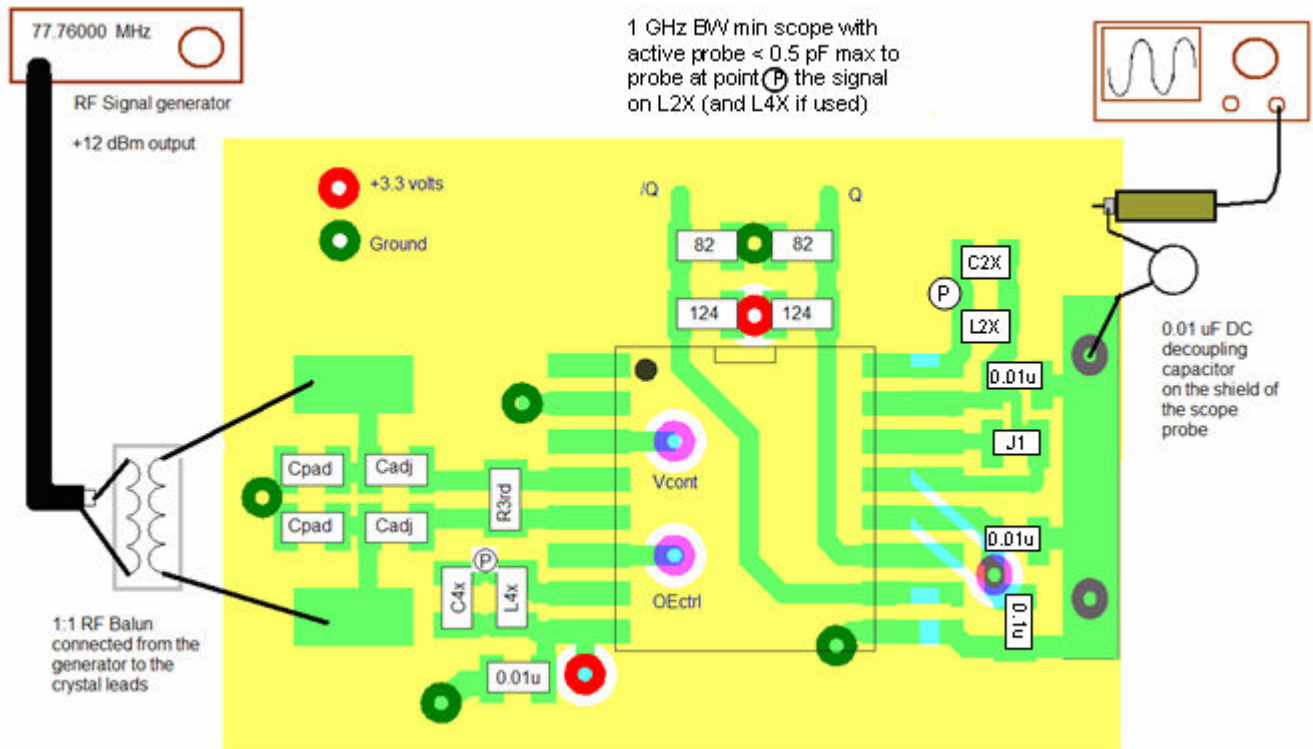 77.76000 MHz
RF Signal generator
+12 dBm output
1 GHz BW min scope with
active probe < 0.5 pF max to
probe at point P the signal
on L2X (and L4X if used)
+3.3 volts
Ground
/Q
Q
82
82
124
124
C2X
P
L2X
0.01u
J1
0.01u
0.1u
0.01 uF DC
decoupling
capacitor
on the shield of
the scope
probe
Cpad
Cadj
Cpad
Cadj
R3rd
Vcont
OEctrl
P
C4x
L4x
0.01u
1:1 RF Balun
connected from the
generator to the
crystal leads